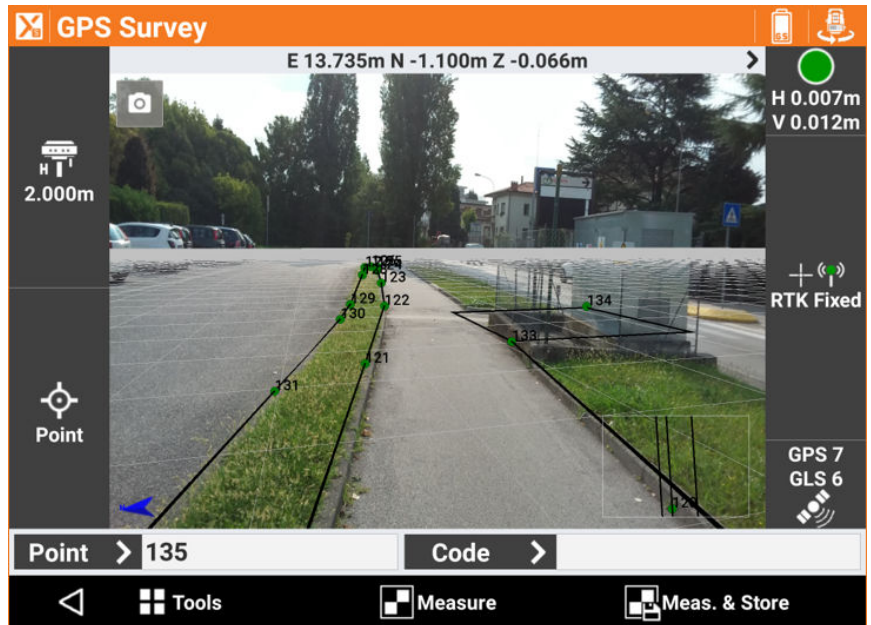 GPS Survey
E 13.735m N -1.100m Z -0.066m
H 0.007m
V 0.012m
H
2.000m
RTK Fixed
Point
GPS 7
GLS 6
123
122
129
130
121
131
134
133
Point 135
Code
Tools
Measure
Meas. & Store